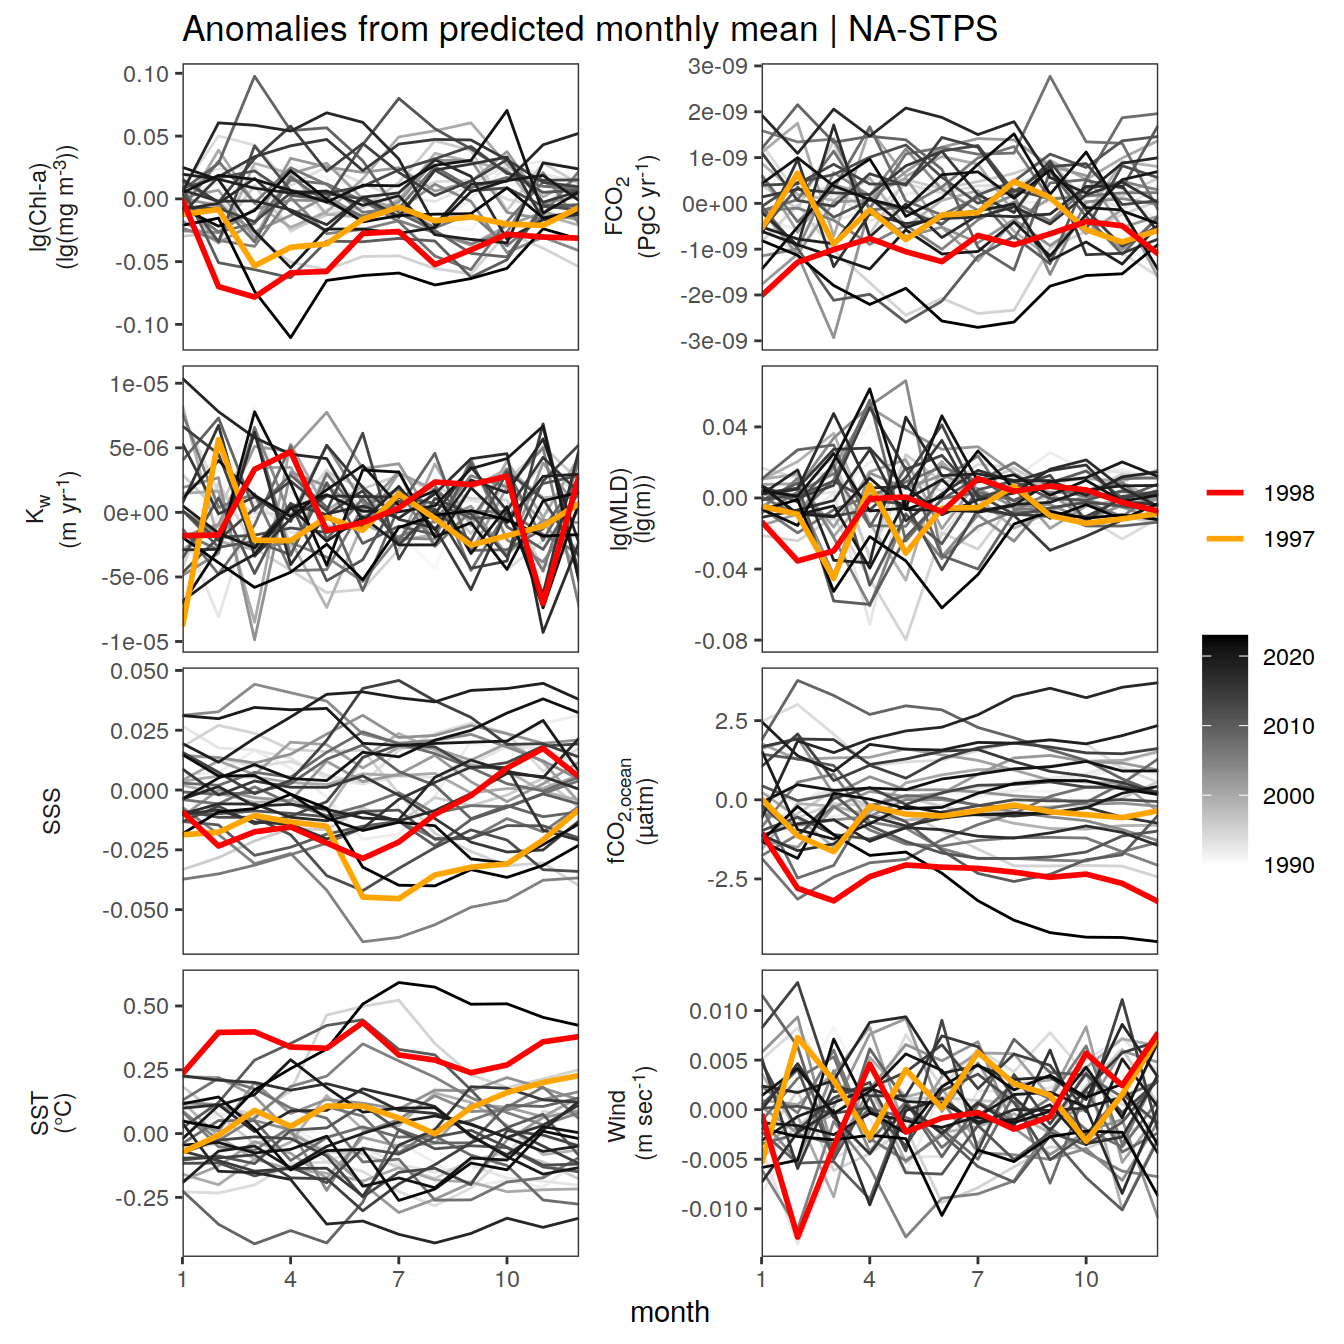 Anomalies from predicted monthly mean | NA-STPS
lg(Chl-a)
(lg(mg m⁻³))
0.10
0.05
0.00
-0.05
-0.10
FCO₂
(PgC yr⁻¹)
3e-09
2e-09
1e-09
0e+00
-1e-09
-2e-09
-3e-09
K_w
(m yr⁻¹)
1e-05
5e-06
0e+00
-5e-06
-1e-05
lg(MLD)
(lg(m))
0.04
0.00
-0.04
-0.08
SSS
0.050
0.025
0.000
-0.025
-0.050
fCO₂,ocean
(µatm)
2.5
0.0
-2.5
SST
(°C)
0.50
0.25
0.00
-0.25
Wind
(m sec⁻¹)
0.010
0.005
0.000
-0.005
-0.010
1 4 7 10
1 4 7 10
month
1998
1997
2020
2010
2000
1990